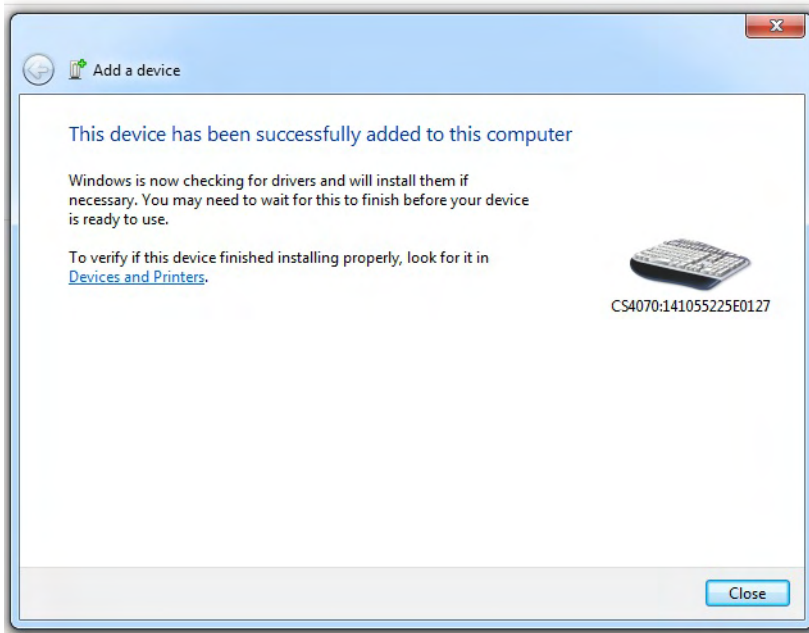 Add a device
This device has been successfully added to this computer
Windows is now checking for drivers and will install them if
necessary. You may need to wait for this to finish before your device
is ready to use.
To verify if this device finished installing properly, look for it in
Devices and Printers.
CS4070:141055225E0127
Close